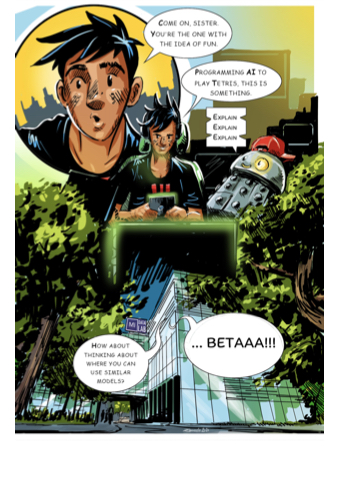 COME ON, SISTER.
YOU'RE THE ONE WITH
THE IDEA OF FUN.
PROGRAMMING AI TO
PLAY TETRIS, THIS IS
SOMETHING.
EXPLAIN
EXPLAIN
EXPLAIN
... BETAAA!!!
HOW ABOUT
THINKING ABOUT
WHERE YOU CAN
USE SIMILAR
MODELS?